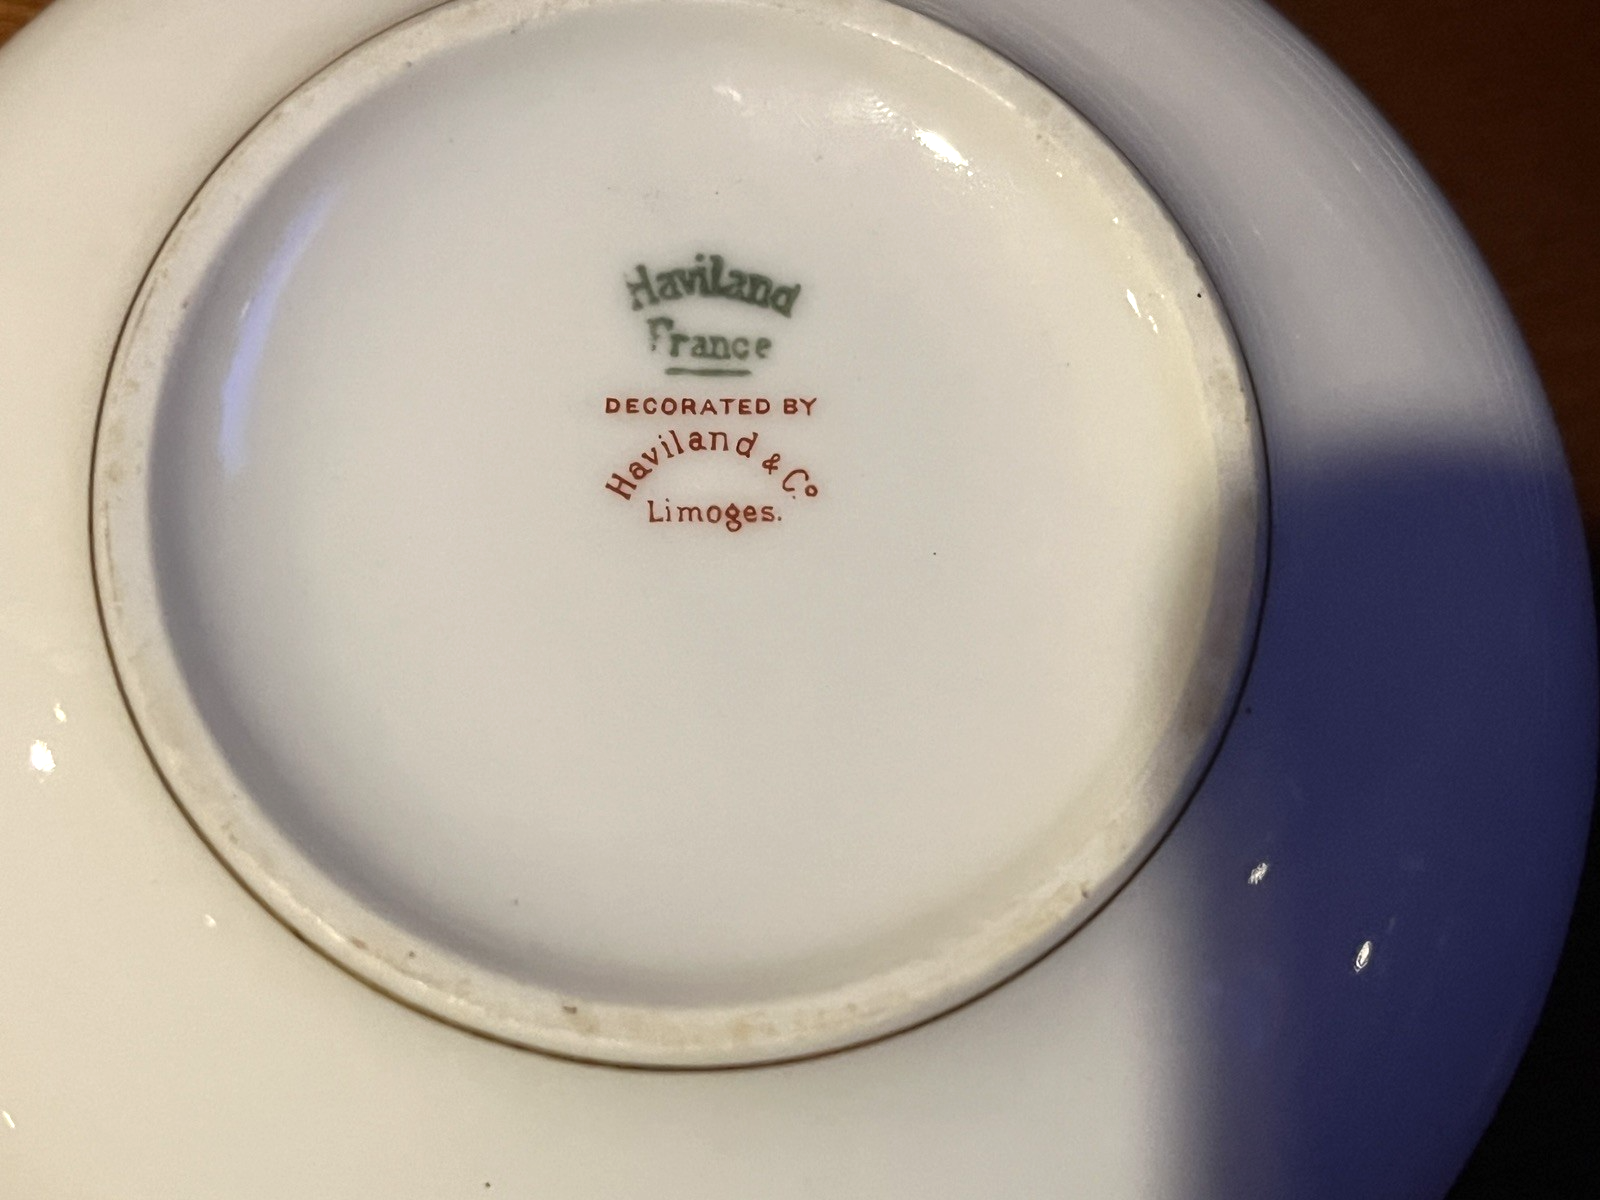 Haviland
France
DECORATED BY
Haviland & Co
Limoges.